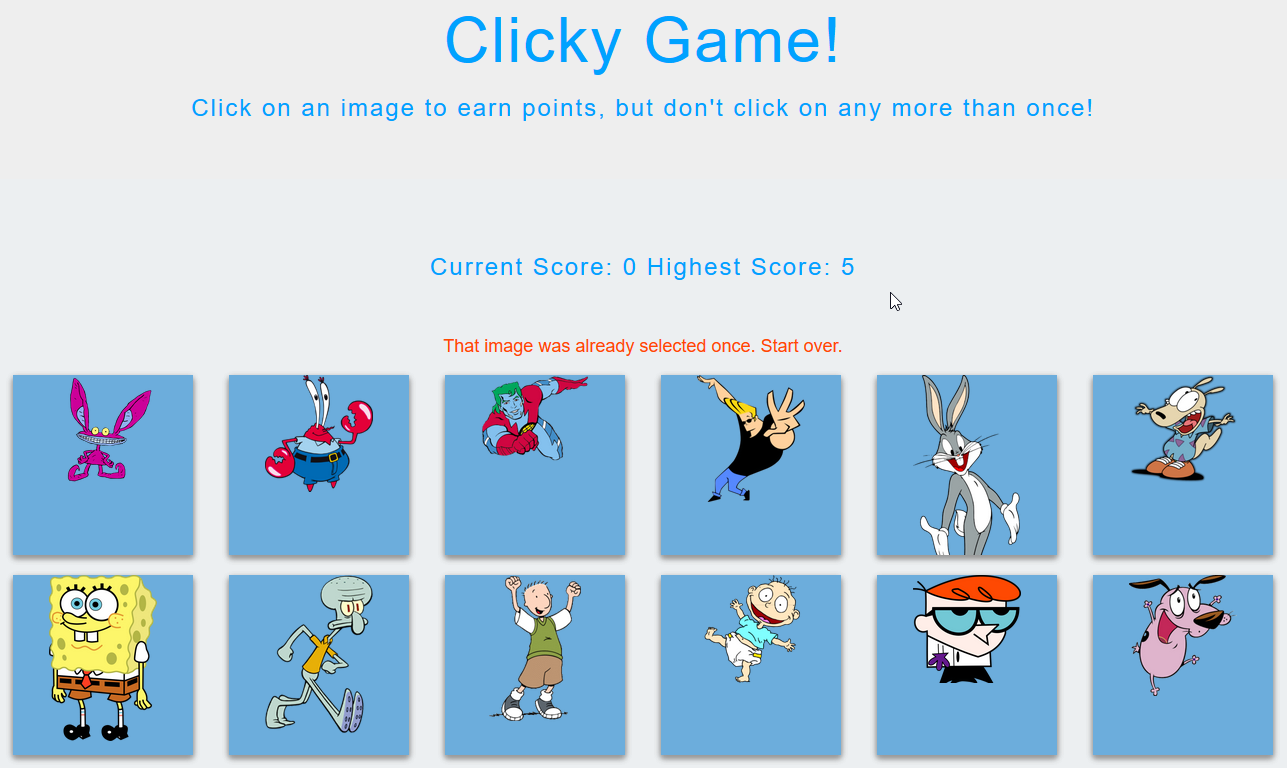 Clicky Game!
Click on an image to earn points, but don't click on any more than once!
Current Score: 0 Highest Score: 5
That image was already selected once. Start over.